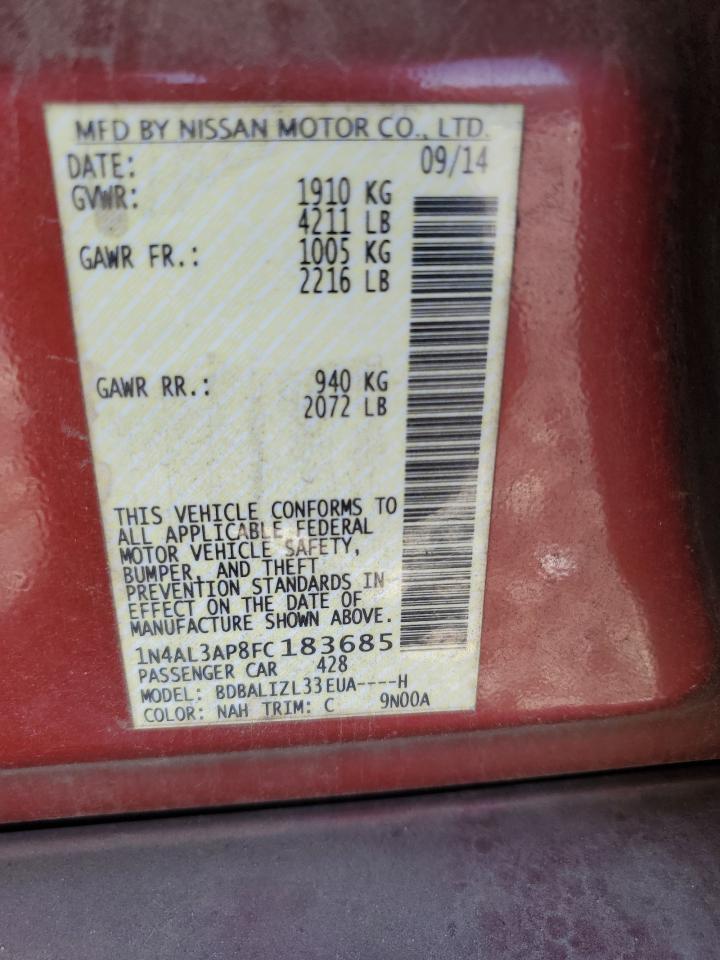 MFD BY NISSAN MOTOR CO., LTD.
DATE: 09/14
GVWR: 1910 KG
4211 LB
GAWR FR.: 1005 KG
2216 LB
GAWR RR.: 940 KG
2072 LB
THIS VEHICLE CONFORMS TO
ALL APPLICABLE FEDERAL
MOTOR VEHICLE SAFETY,
BUMPER, AND THEFT
PREVENTION STANDARDS IN
EFFECT ON THE DATE OF
MANUFACTURE SHOWN ABOVE.
1N4AL3AP8FC183685
PASSENGER CAR 428
MODEL: BDBALIZL33EUA----H
COLOR: NAH TRIM: C 9N00A